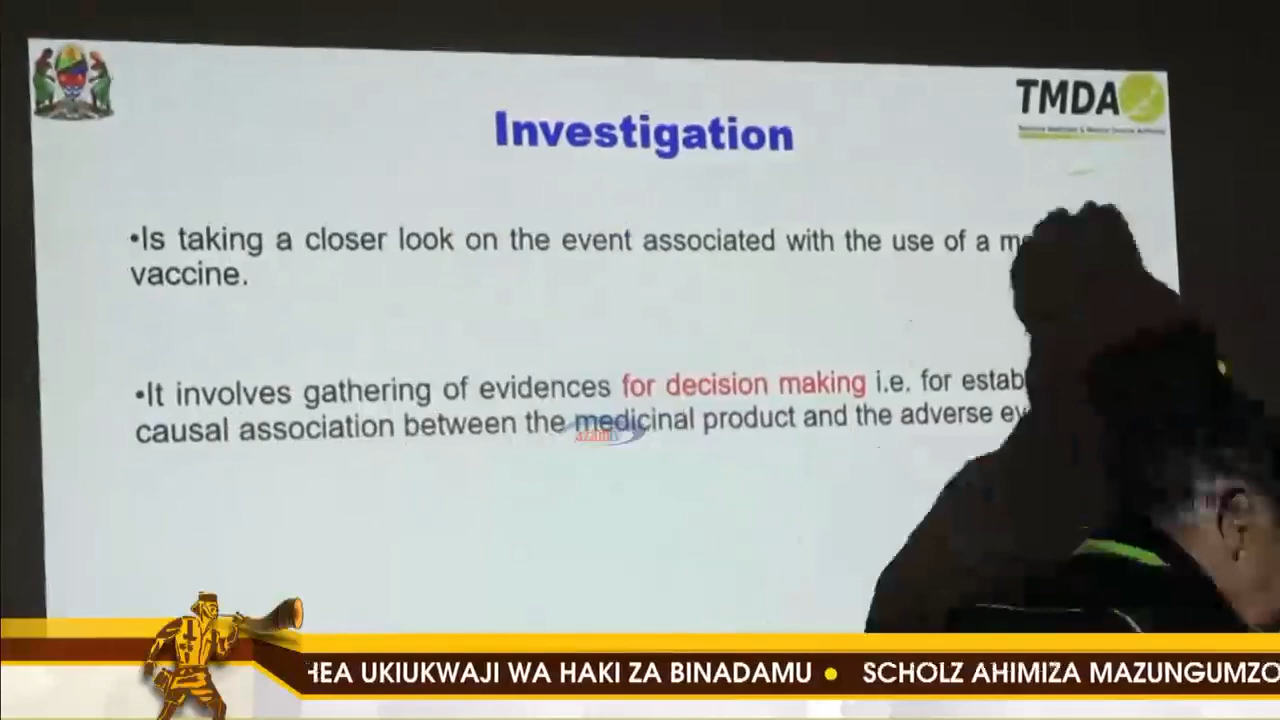 TMDA
Investigation
•Is taking a closer look on the event associated with the use of a
vaccine.
•It involves gathering of evidences for decision making i.e. for
causal association between the medicinal product and the adverse
azam tv
UKIUKWAJI WA HAKI ZA BINADAMU • SCHOLZ AHIMIZA MAZUNGUMZO